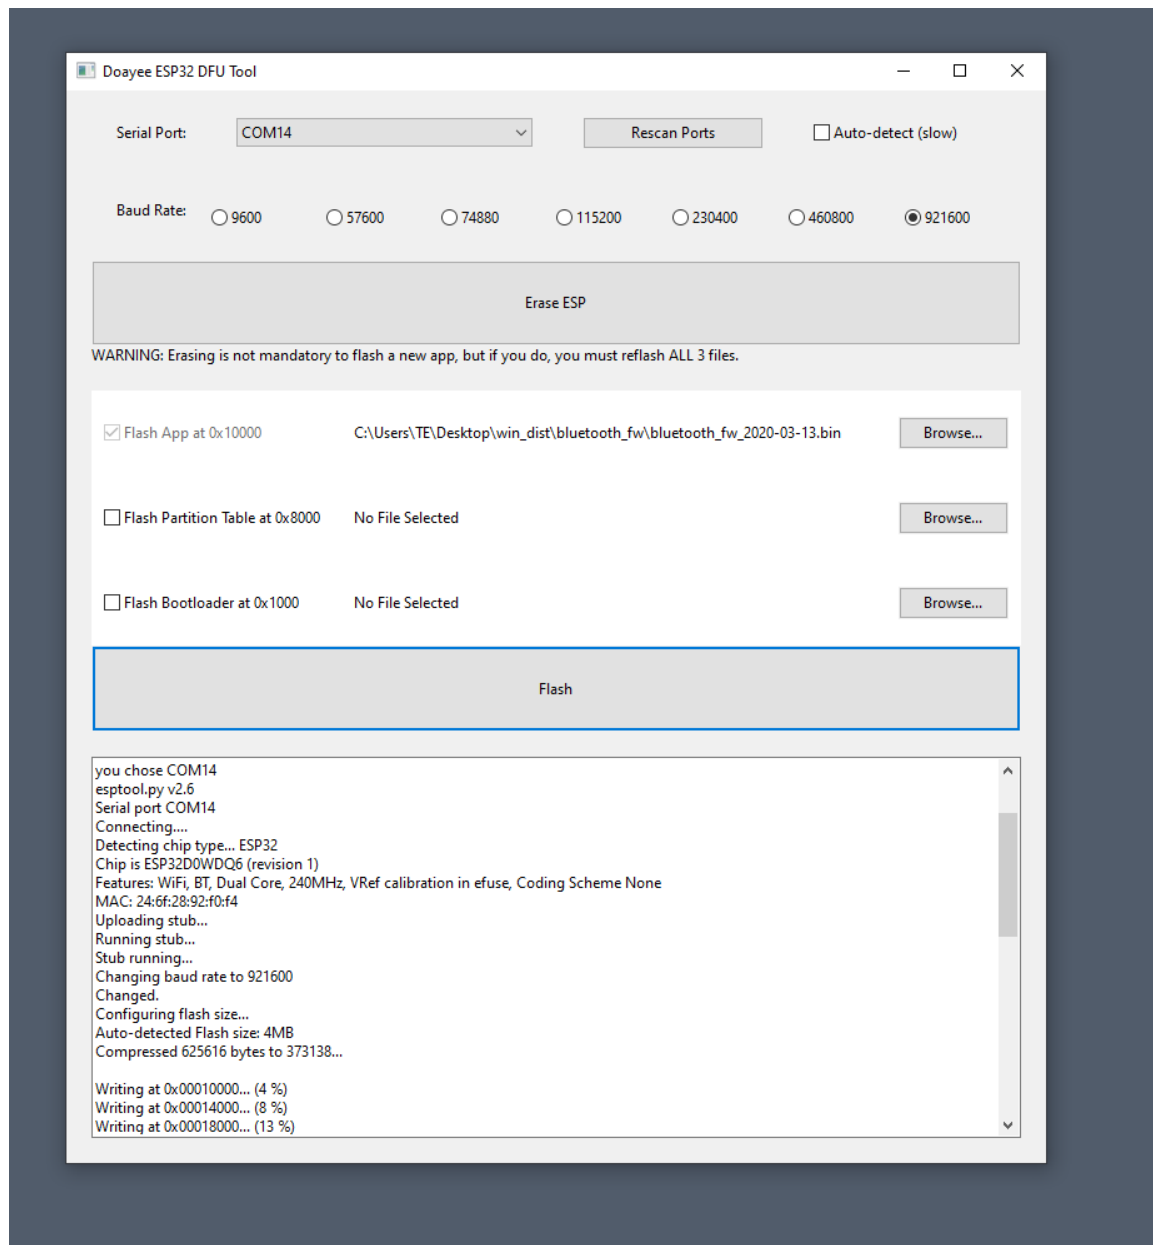 Doayee ESP32 DFU Tool
Serial Port: COM14 Rescan Ports Auto-detect (slow)
Baud Rate: 9600 57600 74880 115200 230400 460800 921600
Erase ESP
WARNING: Erasing is not mandatory to flash a new app, but if you do, you must reflash ALL 3 files.
Flash App at 0x10000 C:\Users\TE\Desktop\win_dist\bluetooth_fw\bluetooth_fw_2020-03-13.bin Browse...
Flash Partition Table at 0x8000 No File Selected Browse...
Flash Bootloader at 0x1000 No File Selected Browse...
Flash
you chose COM14
esptool.py v2.6
Serial port COM14
Connecting....
Detecting chip type... ESP32
Chip is ESP32D0WDQ6 (revision 1)
Features: WiFi, BT, Dual Core, 240MHz, VRef calibration in efuse, Coding Scheme None
MAC: 24:6f:28:92:f0:f4
Uploading stub...
Running stub...
Stub running...
Changing baud rate to 921600
Changed.
Configuring flash size...
Auto-detected Flash size: 4MB
Compressed 625616 bytes to 373138...
Writing at 0x00010000... (4 %)
Writing at 0x00014000... (8 %)
Writing at 0x00018000... (13 %)